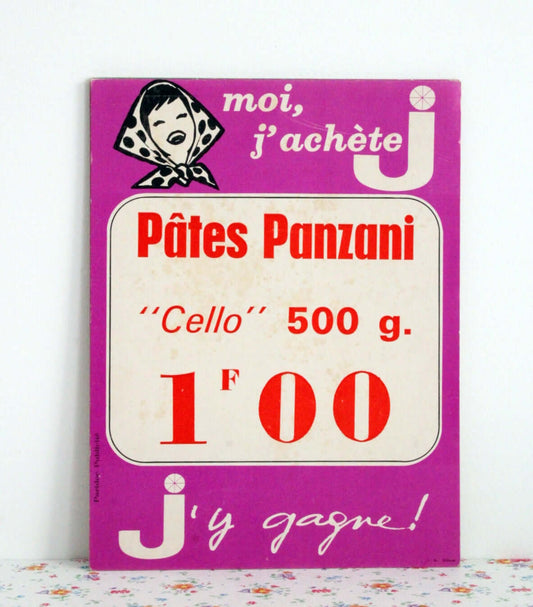 moi,
j'achète J
Pâtes Panzani
"Cello" 500 g.
1F00
J'y gagne!